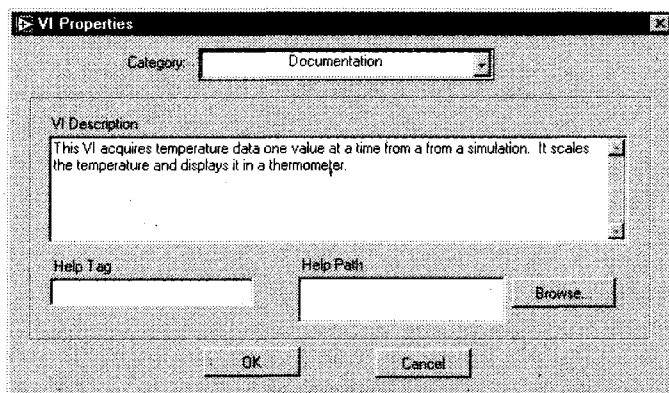 VI Properties
Category: Documentation
VI Description
This VI acquires temperature data one value at a time from a from a simulation. It scales
the temperature and displays it in a thermometer.
Help Tag Help Path
Browse...
OK Cancel